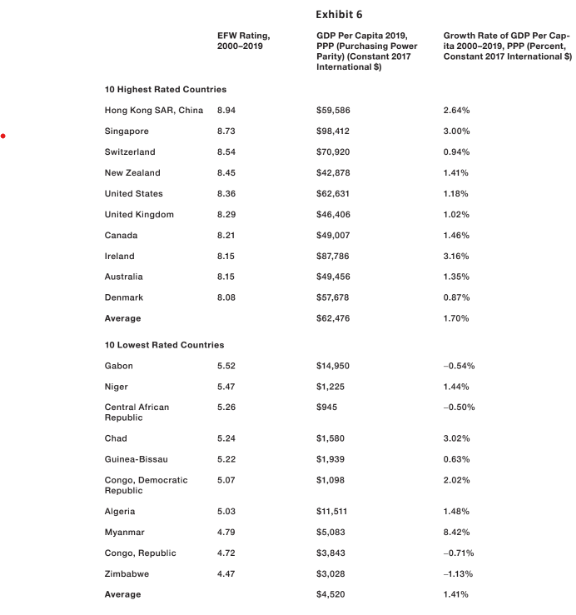 Exhibit 6
EFW Rating, 2000–2019 GDP Per Capita 2019, PPP (Purchasing Power Parity) (Constant 2017 International $) Growth Rate of GDP Per Cap-ita 2000–2019, PPP (Percent, Constant 2017 International $)
10 Highest Rated Countries
Hong Kong SAR, China 8.94 $59,586 2.64%
Singapore 8.73 $98,412 3.00%
Switzerland 8.54 $70,920 0.94%
New Zealand 8.45 $42,878 1.41%
United States 8.36 $62,631 1.18%
United Kingdom 8.29 $46,406 1.02%
Canada 8.21 $49,007 1.46%
Ireland 8.15 $87,786 3.16%
Australia 8.15 $49,456 1.35%
Denmark 8.08 $57,678 0.87%
Average $62,476 1.70%
10 Lowest Rated Countries
Gabon 5.52 $14,950 –0.54%
Niger 5.47 $1,225 1.44%
Central African Republic 5.26 $945 –0.50%
Chad 5.24 $1,580 3.02%
Guinea-Bissau 5.22 $1,939 0.63%
Congo, Democratic Republic 5.07 $1,098 2.02%
Algeria 5.03 $11,511 1.48%
Myanmar 4.79 $5,083 8.42%
Congo, Republic 4.72 $3,843 –0.71%
Zimbabwe 4.47 $3,028 –1.13%
Average $4,520 1.41%